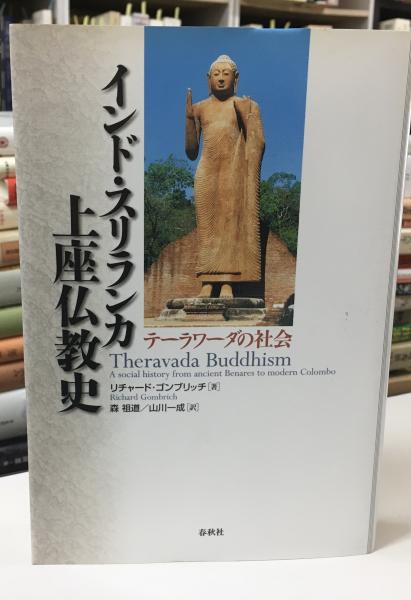 インド・スリランカ
上座仏教史
テーラワーダの社会
Theravada Buddhism
A social history from ancient Benares to modern Colombo
リチャード・ゴンブリッチ[著]
Richard Gombrich
森 祖道/山川一成[訳]
春秋社